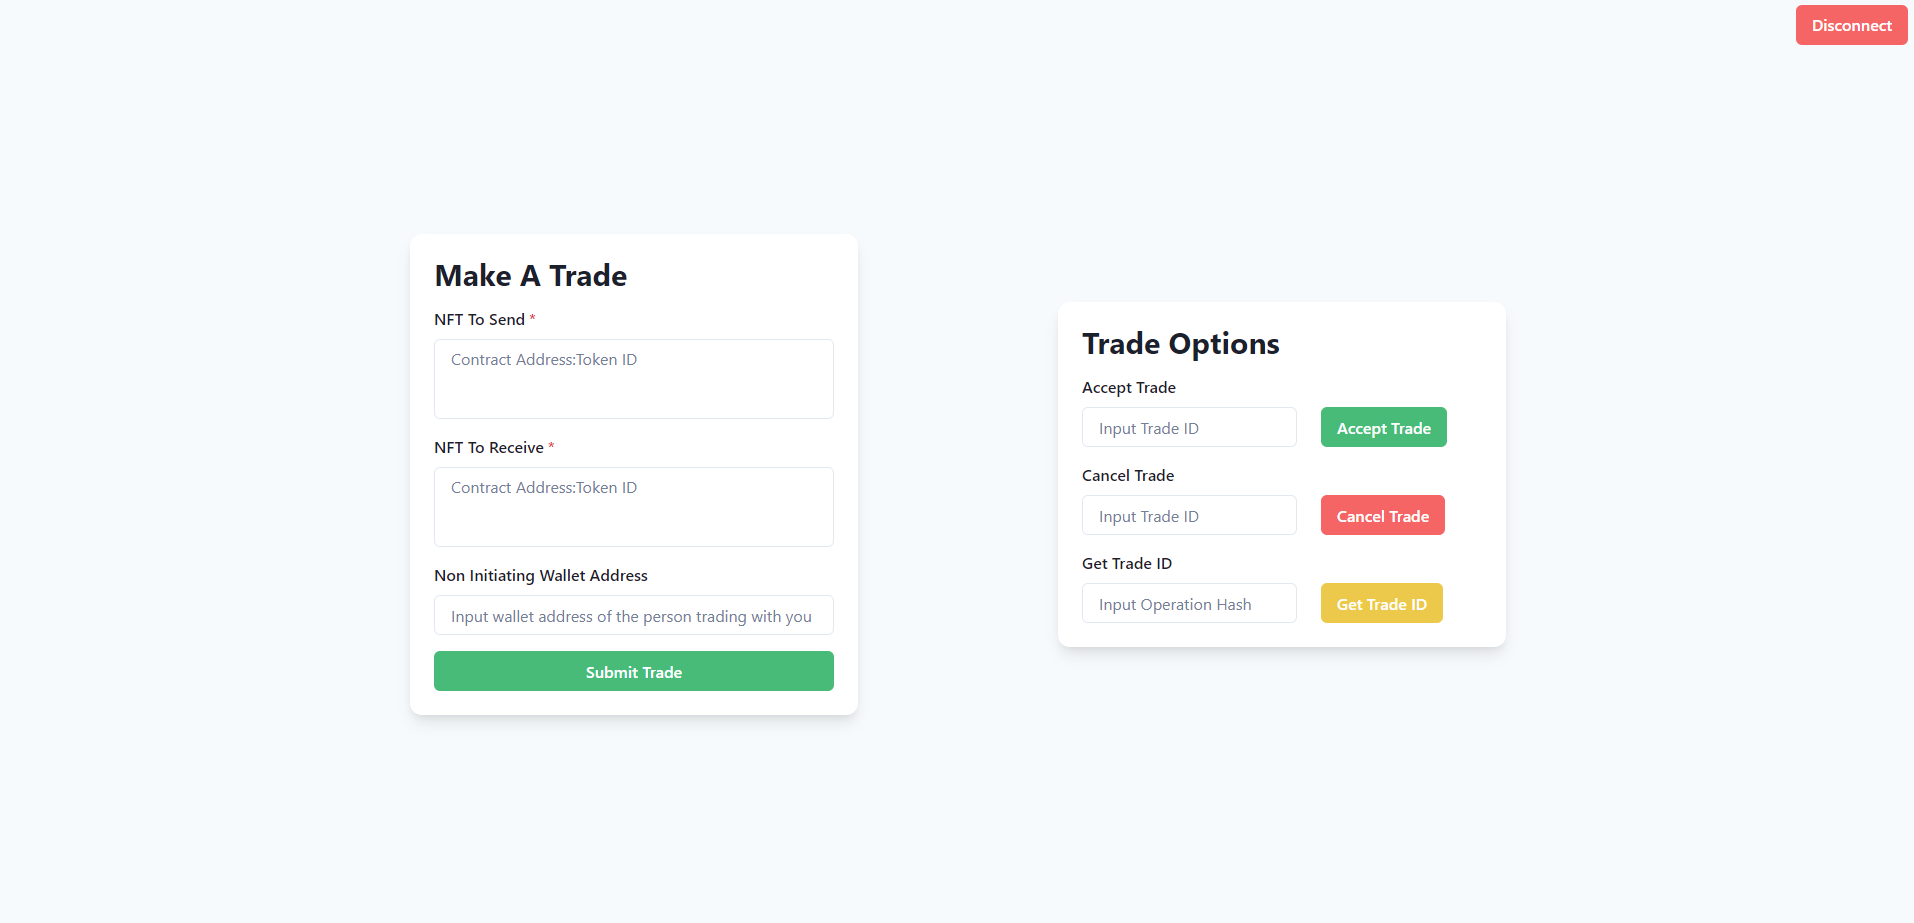 Disconnect
Make A Trade
NFT To Send *
Contract Address:Token ID
NFT To Receive *
Contract Address:Token ID
Non Initiating Wallet Address
Input wallet address of the person trading with you
Submit Trade
Trade Options
Accept Trade
Input Trade ID
Accept Trade
Cancel Trade
Input Trade ID
Cancel Trade
Get Trade ID
Input Operation Hash
Get Trade ID